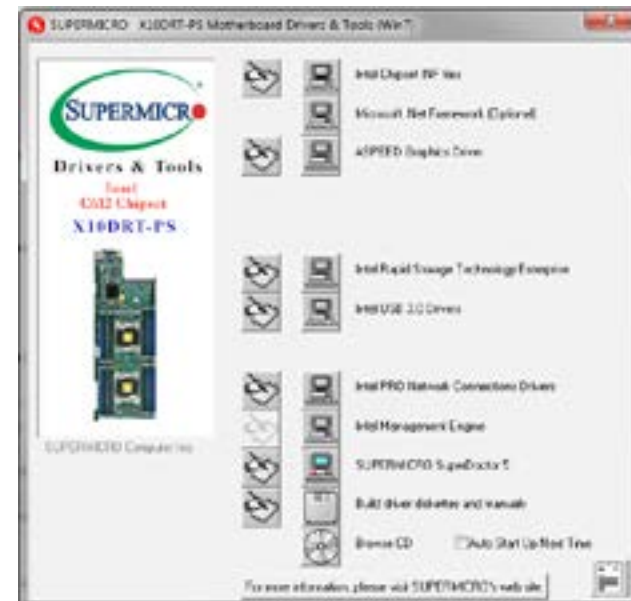 SUPERMICRO X10DRT-PS Motherboard Drivers & Tools (Win7)
SUPERMICRO
Drivers & Tools
Intel
C612 Chipset
X10DRT-PS
SUPERMICRO Computer Inc.
Intel Chipset INF files
Microsoft .Net Framework (Optional)
ASPEED Graphics Driver
Intel Rapid Storage Technology Enterprise
Intel USB 3.0 Drivers
Intel PRO Network Connections Drivers
Intel Management Engine
SUPERMICRO SuperDoctor 5
Build driver diskettes and manuals
Browse CD
Auto Start Up Next Time
For more information, please visit SUPERMICRO's web site.